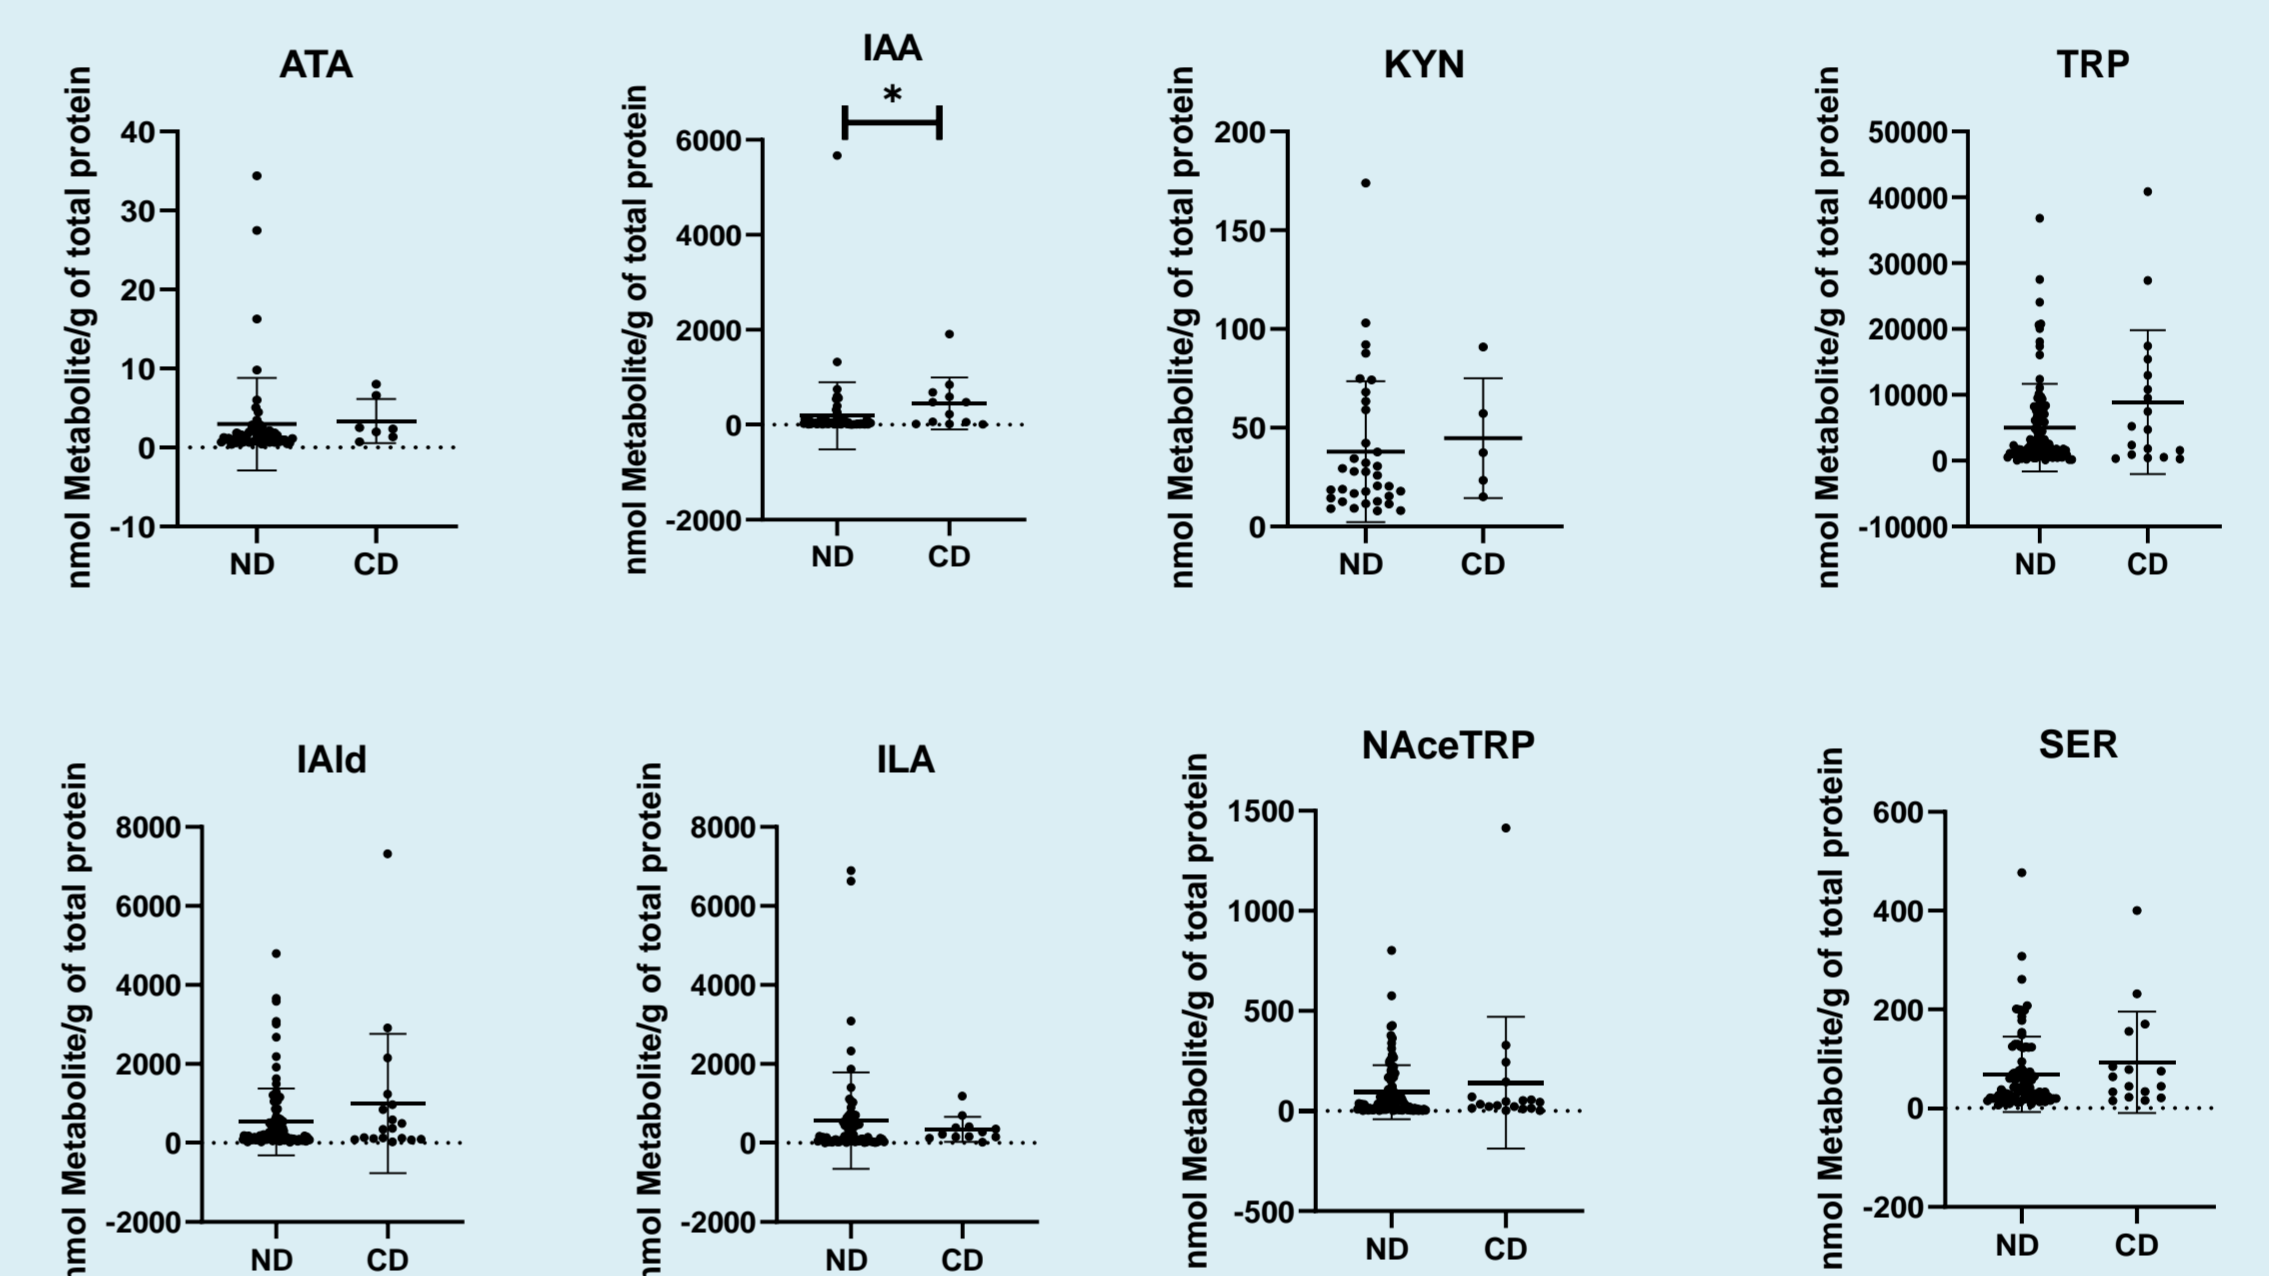 ATA
nmol Metabolite/g of total protein
40
30
20
10
0
-10
ND CD
IAA
*
nmol Metabolite/g of total protein
6000
4000
2000
0
-2000
ND CD
KYN
nmol Metabolite/g of total protein
200
150
100
50
0
ND CD
TRP
nmol Metabolite/g of total protein
50000
40000
30000
20000
10000
0
-10000
ND CD
IAld
nmol Metabolite/g of total protein
8000
6000
4000
2000
0
-2000
ND CD
ILA
nmol Metabolite/g of total protein
8000
6000
4000
2000
0
-2000
ND CD
NAceTRP
nmol Metabolite/g of total protein
1500
1000
500
0
-500
ND CD
SER
nmol Metabolite/g of total protein
600
400
200
0
-200
ND CD